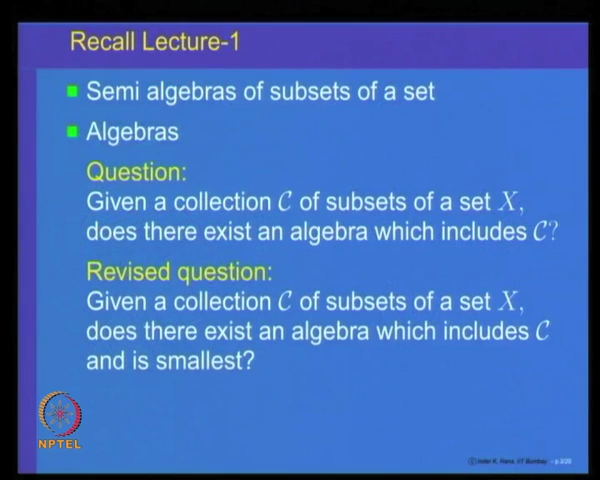 Recall Lecture-1
Semi algebras of subsets of a set
Algebras
Question:
Given a collection 𝒞 of subsets of a set X,
does there exist an algebra which includes 𝒞?
Revised question:
Given a collection 𝒞 of subsets of a set X,
does there exist an algebra which includes 𝒞
and is smallest?
NPTEL
© Inder K. Rana, IIT Bombay